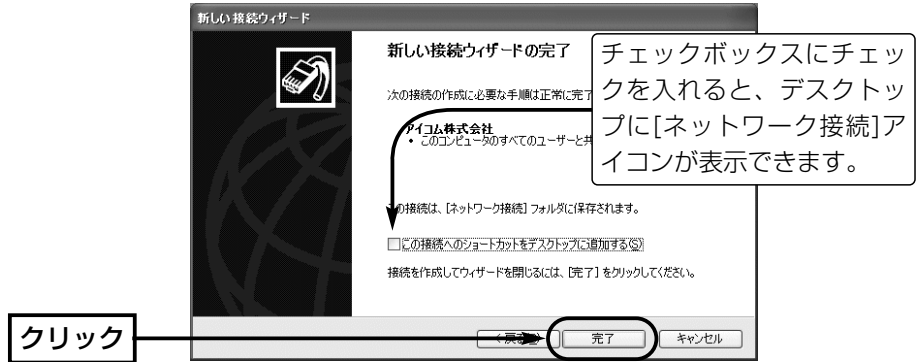 新しい接続ウィザード
新しい接続ウィザードの完了
次の接続の作成に必要な手順は正常に完了
アイコム株式会社
• このコンピュータのすべてのユーザーと共
この接続は、[ネットワーク接続] フォルダに保存されます。
この接続へのショートカットをデスクトップに追加する(S)
接続を作成してウィザードを閉じるには、[完了] をクリックしてください。
チェックボックスにチェッ
クを入れると、デスクトッ
プに[ネットワーク接続]ア
イコンが表示できます。
クリック
< 戻る
完了
キャンセル